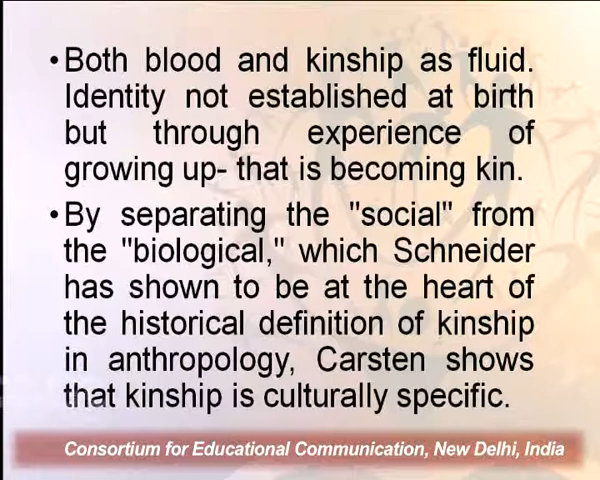 •Both blood and kinship as fluid.
Identity not established at birth
but through experience of
growing up- that is becoming kin.
•By separating the "social" from
the "biological," which Schneider
has shown to be at the heart of
the historical definition of kinship
in anthropology, Carsten shows
that kinship is culturally specific.
Consortium for Educational Communication, New Delhi, India